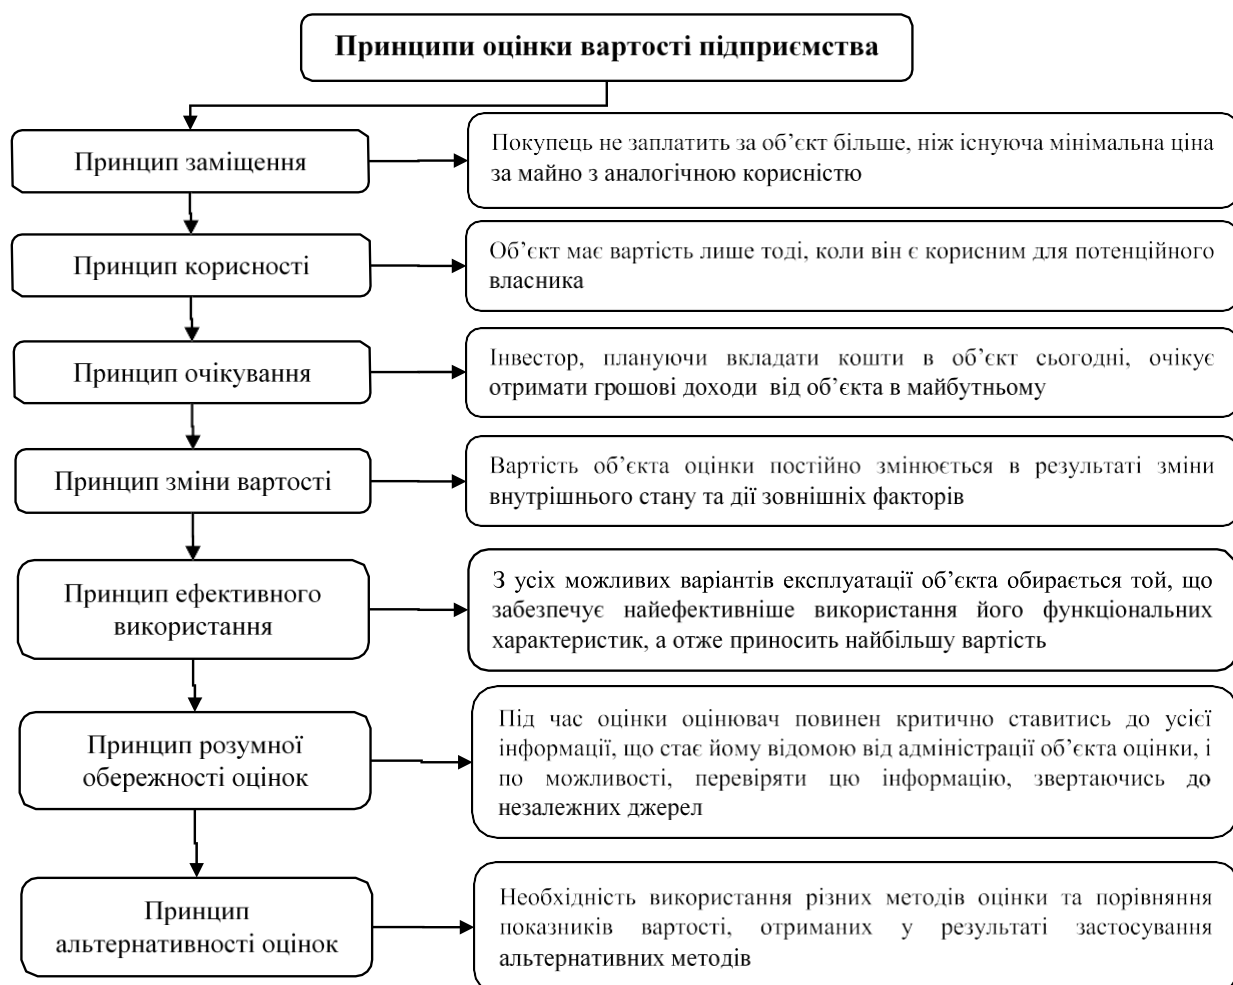 Принципи оцінки вартості підприємства
Принцип заміщення
Покупець не заплатить за об’єкт більше, ніж існуюча мінімальна ціна
за майно з аналогічною корисністю
Принцип корисності
Об’єкт має вартість лише тоді, коли він є корисним для потенційного
власника
Принцип очікування
Інвестор, плануючи вкладати кошти в об’єкт сьогодні, очікує
отримати грошові доходи від об’єкта в майбутньому
Принцип зміни вартості
Вартість об’єкта оцінки постійно змінюється в результаті зміни
внутрішнього стану та дії зовнішніх факторів
Принцип ефективного
використання
З усіх можливих варіантів експлуатації об’єкта обирається той, що
забезпечує найефективніше використання його функціональних
характеристик, а отже приносить найбільшу вартість
Принцип розумної
обережності оцінок
Під час оцінки оцінювач повинен критично ставитись до усієї
інформації, що стає йому відомою від адміністрації об’єкта оцінки, і
по можливості, перевіряти цю інформацію, звертаючись до
незалежних джерел
Принцип
альтернативності оцінок
Необхідність використання різних методів оцінки та порівняння
показників вартості, отриманих у результаті застосування
альтернативних методів